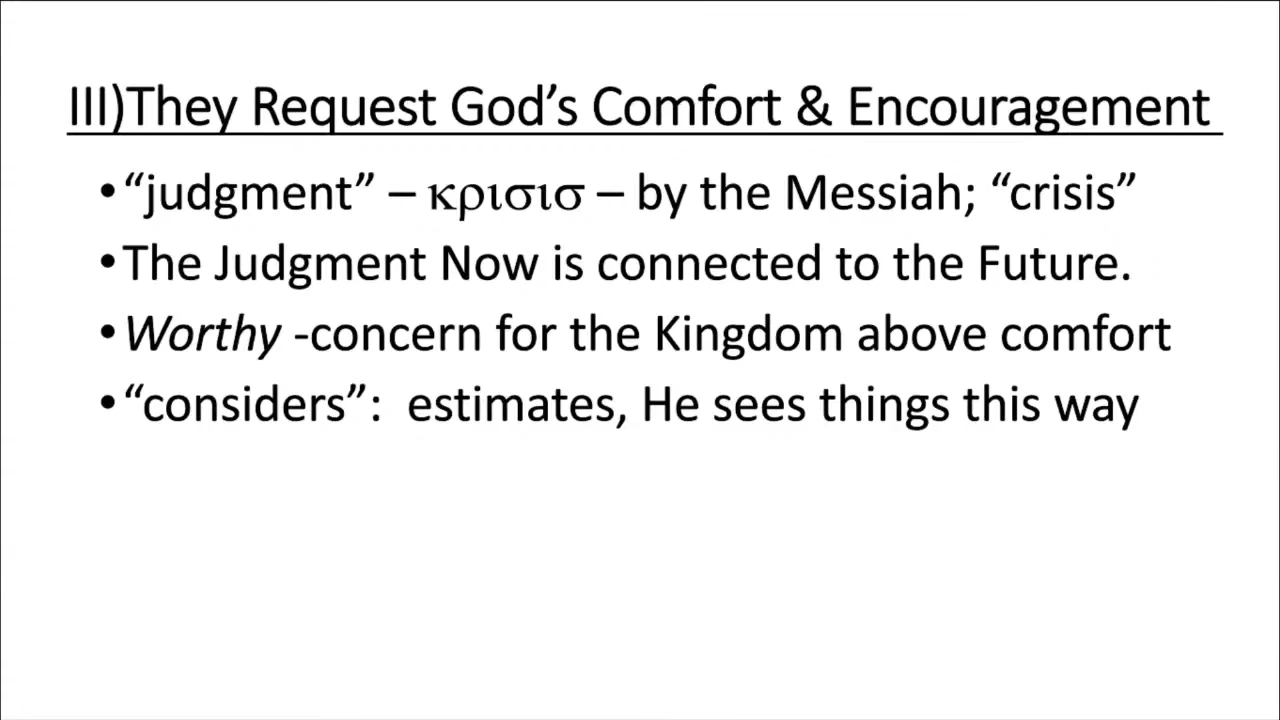 III)They Request God’s Comfort & Encouragement
•“judgment” – κρισισ – by the Messiah; “crisis”
•The Judgment Now is connected to the Future.
•Worthy -concern for the Kingdom above comfort
•“considers”:  estimates, He sees things this way